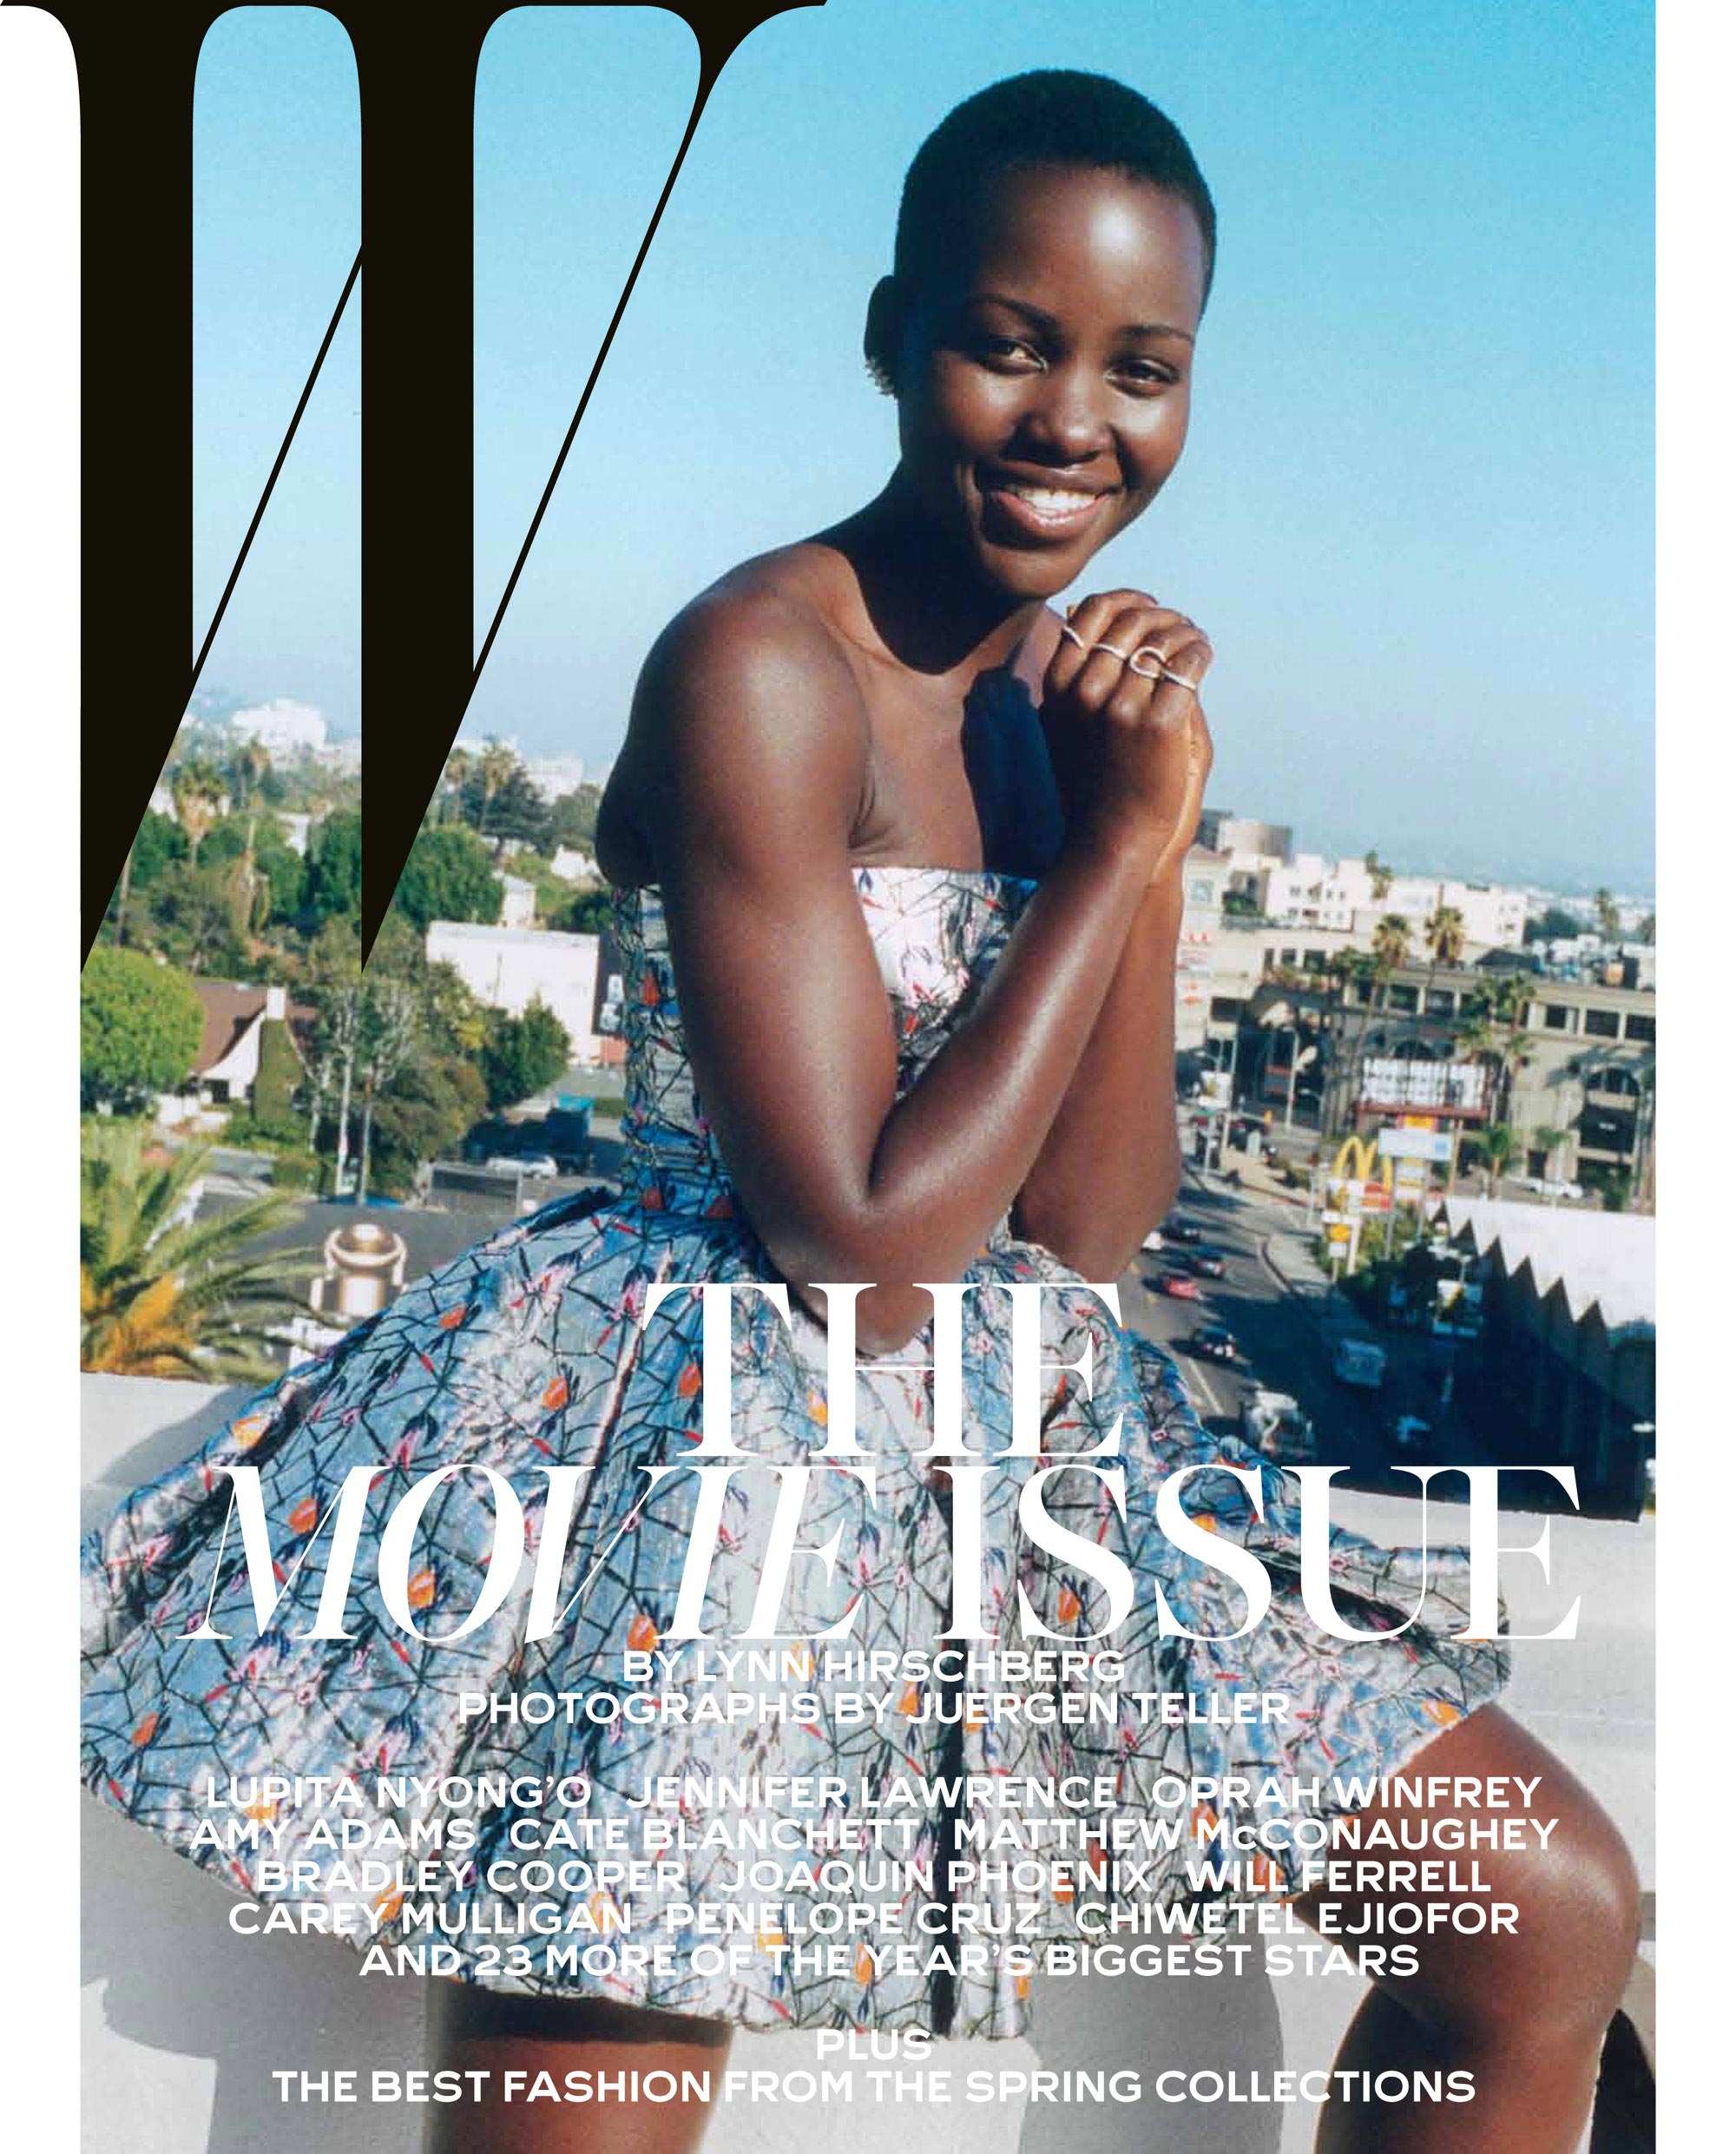 W
THE
MOVIE ISSUE
BY LYNN HIRSCHBERG
PHOTOGRAPHS BY JUERGEN TELLER
LUPITA NYONG’O JENNIFER LAWRENCE OPRAH WINFREY
AMY ADAMS CATE BLANCHETT MATTHEW McCONAUGHEY
BRADLEY COOPER JOAQUIN PHOENIX WILL FERRELL
CAREY MULLIGAN PENELOPE CRUZ CHIWETEL EJIOFOR
AND 23 MORE OF THE YEAR’S BIGGEST STARS
PLUS
THE BEST FASHION FROM THE SPRING COLLECTIONS